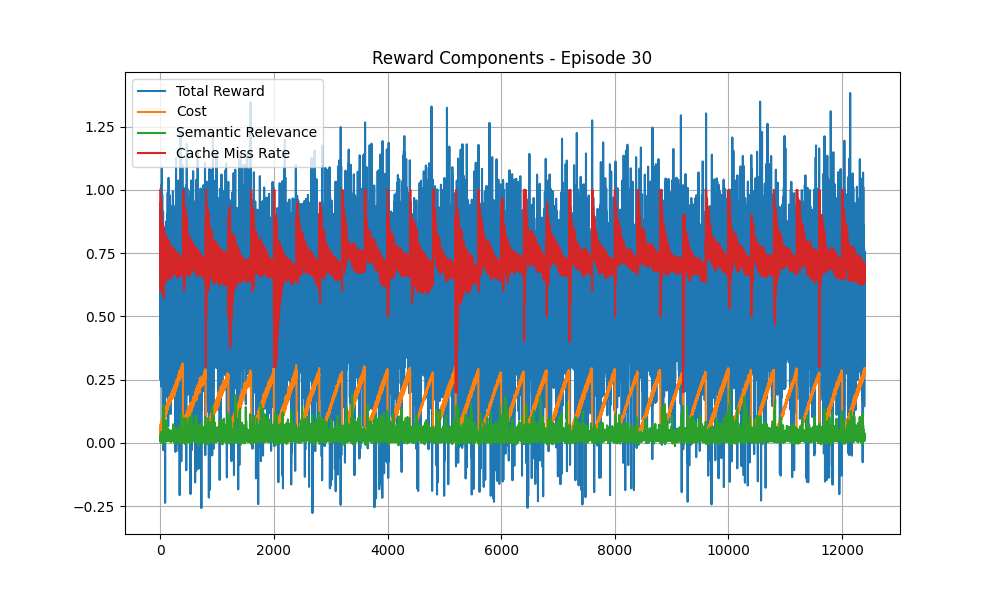 Reward Components - Episode 30
Total Reward
Cost
Semantic Relevance
Cache Miss Rate
1.25
1.00
0.75
0.50
0.25
0.00
−0.25
0 2000 4000 6000 8000 10000 12000